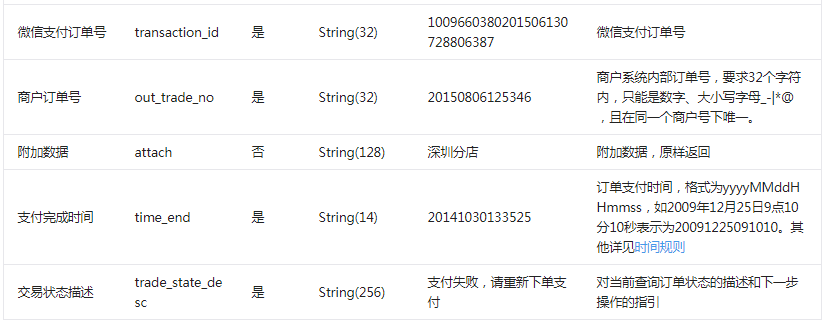 微信支付订单号 transaction_id 是 String(32) 1009660380201506130728806387 微信支付订单号
商户订单号 out_trade_no 是 String(32) 20150806125346 商户系统内部订单号，要求32个字符内，只能是数字、大小写字母_-|*@ ，且在同一个商户号下唯一。
附加数据 attach 否 String(128) 深圳分店 附加数据，原样返回
支付完成时间 time_end 是 String(14) 20141030133525 订单支付时间，格式为yyyyMMddHHmmss，如2009年12月25日9点10分10秒表示为20091225091010。其他详见时间规则
交易状态描述 trade_state_desc 是 String(256) 支付失败，请重新下单支付 对当前查询订单状态的描述和下一步操作的指引